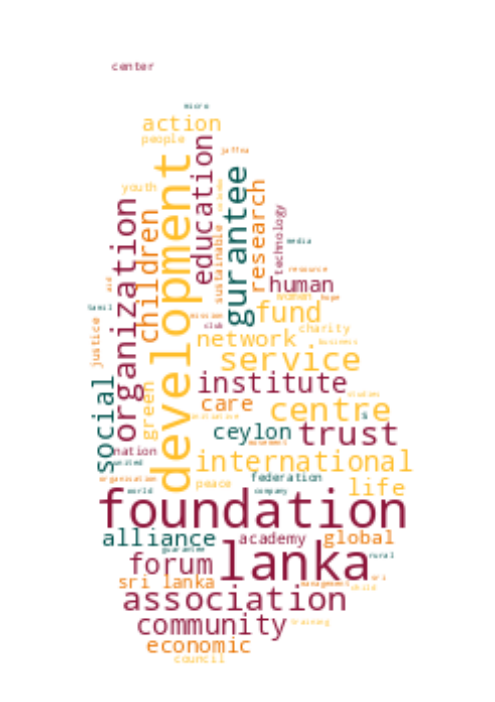 center
micro
action
people
jaffna
education
development
youth
gurantee
research
children
organization
sustainable
technology
media
resource
human
aid
women
hope
tamil
fund
mission
club
charity
justice
network
business
service
institute
social
green
studies
care
centre
initiative
ceylon
trust
movement
nation
united
international
organisation
federation
peace
life
world
company
foundation
alliance
academy
global
guarantee
lanka
rural
forum
sri lanka
management
sri
child
association
community
training
economic
council